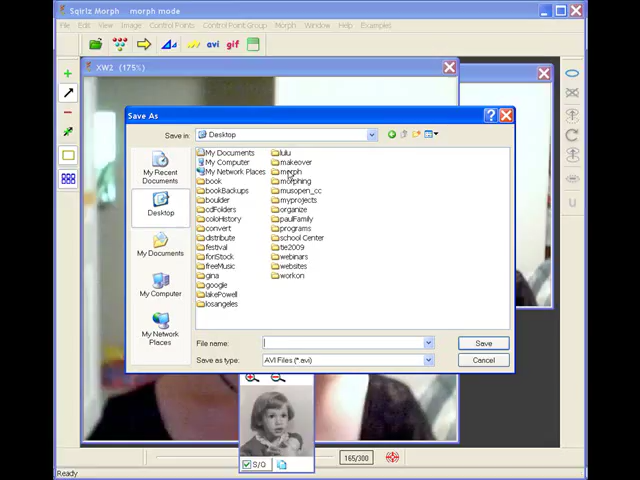 Sqirlz Morph morph mode
File Edit View Image Control Points Control Point Group Morph Window Help Examples
avi gif
XW2 (175%)
Save As
Save in: Desktop
My Recent Documents
Desktop
My Documents
My Computer
My Network Places
My Documents
My Computer
My Network Places
book
bookBackups
boulder
cdFolders
coloHistory
convert
distribute
festival
foriStock
freeMusic
gina
google
lakePowell
losangeles
lulu
makeover
morph
morphing
musopen_cc
myprojects
organize
paulFamily
programs
school Center
tie2009
webinars
websites
workon
File name:
Save
Save as type: AVI Files (*.avi)
Cancel
S/Q
165/300
Ready